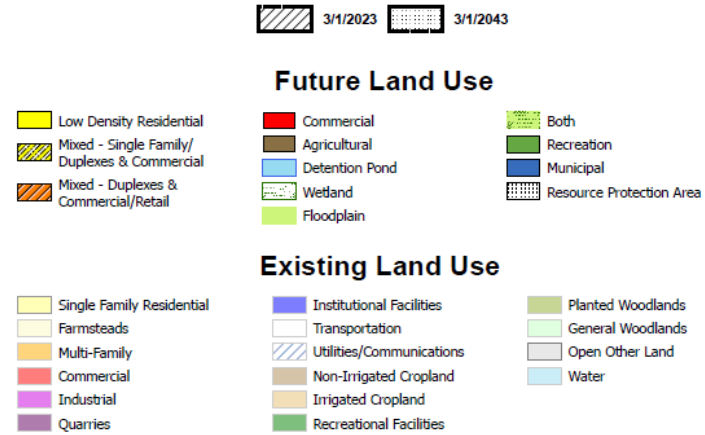 3/1/2023 3/1/2043
Future Land Use
Low Density Residential
Mixed - Single Family/
Duplexes & Commercial
Mixed - Duplexes &
Commercial/Retail
Commercial
Agricultural
Detention Pond
Wetland
Floodplain
Both
Recreation
Municipal
Resource Protection Area
Existing Land Use
Single Family Residential
Farmsteads
Multi-Family
Commercial
Industrial
Quarries
Institutional Facilities
Transportation
Utilities/Communications
Non-Irrigated Cropland
Irrigated Cropland
Recreational Facilities
Planted Woodlands
General Woodlands
Open Other Land
Water